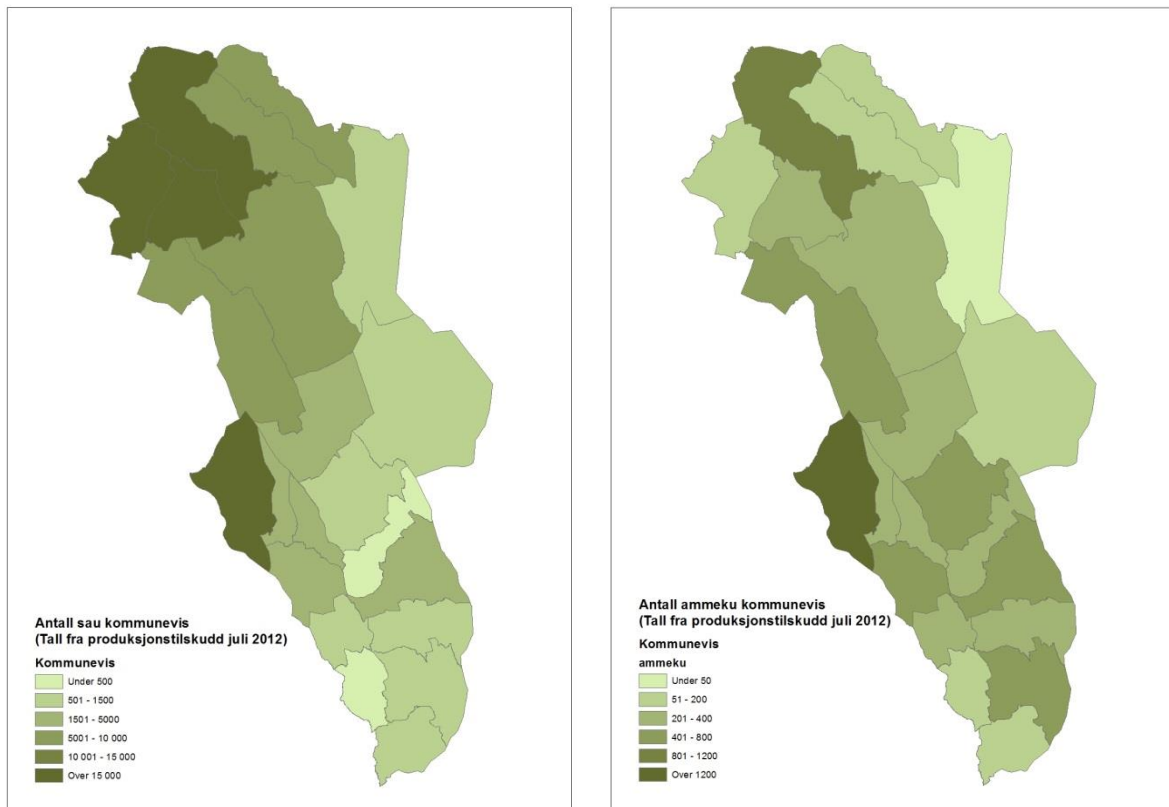 Antall sau kommunevis
(Tall fra produksjonstilskudd juli 2012)
Kommunevis
Under 500
501 - 1500
1501 - 5000
5001 - 10 000
10 001 - 15 000
Over 15 000
Antall ammeku kommunevis
(Tall fra produksjonstilskudd juli 2012)
Kommunevis
ammeku
Under 50
51 - 200
201 - 400
401 - 800
801 - 1200
Over 1200